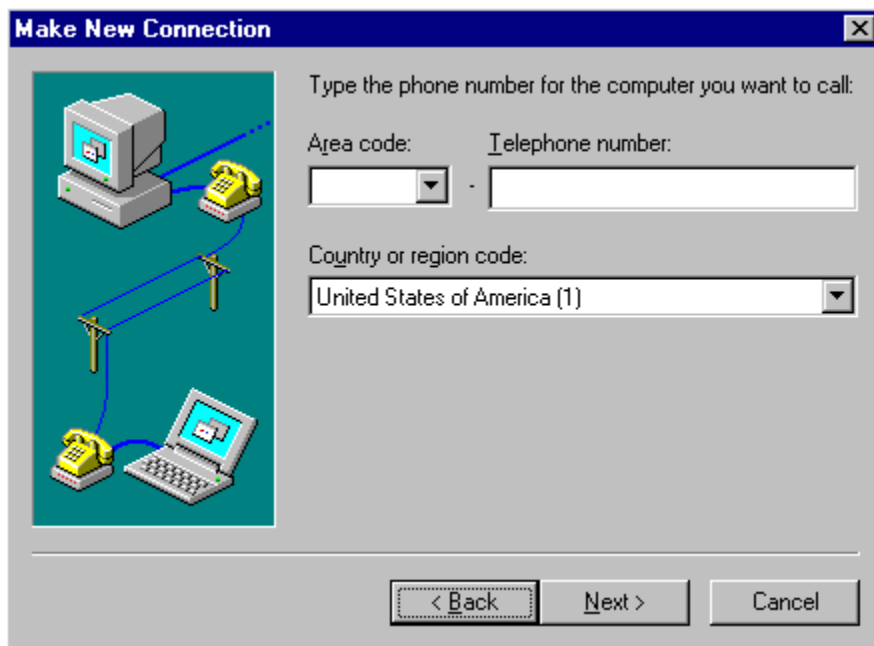 Make New Connection
Type the phone number for the computer you want to call:
Area code: Telephone number:
-
Country or region code:
United States of America (1)
< Back Next > Cancel